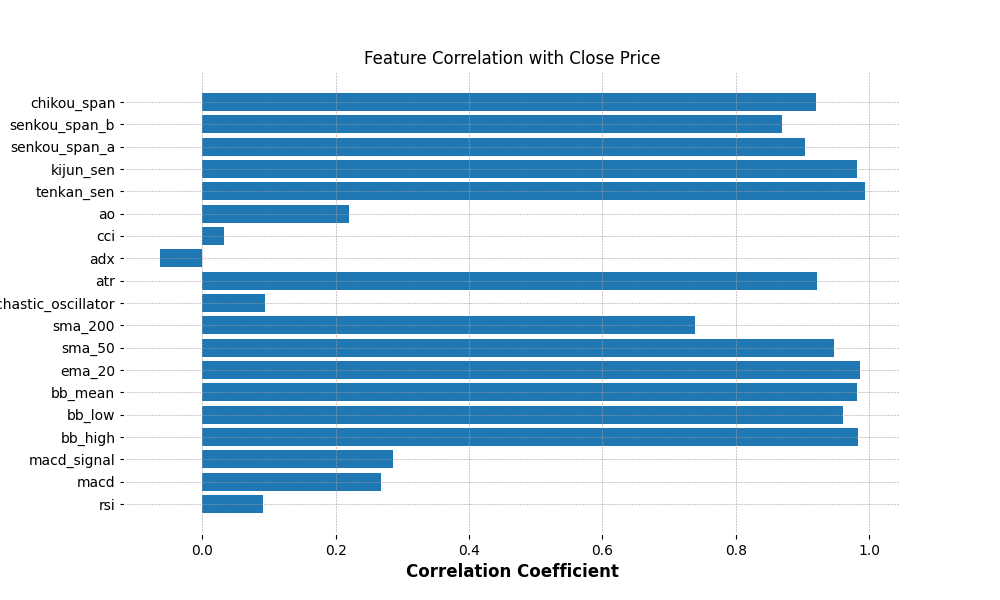 Feature Correlation with Close Price
chikou_span
senkou_span_b
senkou_span_a
kijun_sen
tenkan_sen
ao
cci
adx
atr
chastic_oscillator
sma_200
sma_50
ema_20
bb_mean
bb_low
bb_high
macd_signal
macd
rsi
0.0 0.2 0.4 0.6 0.8 1.0
Correlation Coefficient